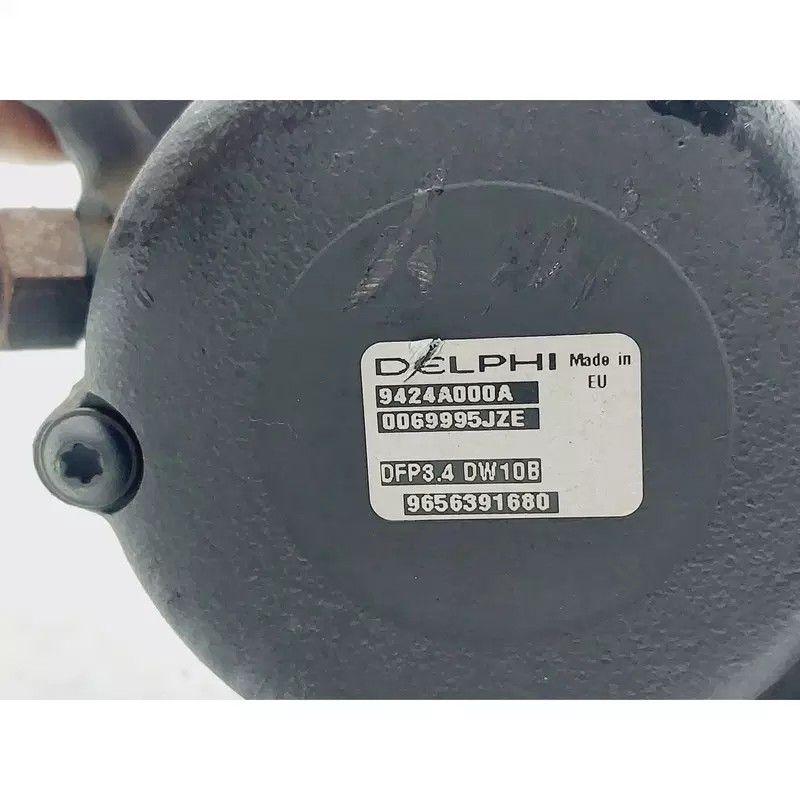 DELPHI Made in EU
9424A000A
0069995JZE
DFP3.4 DW10B
9656391680